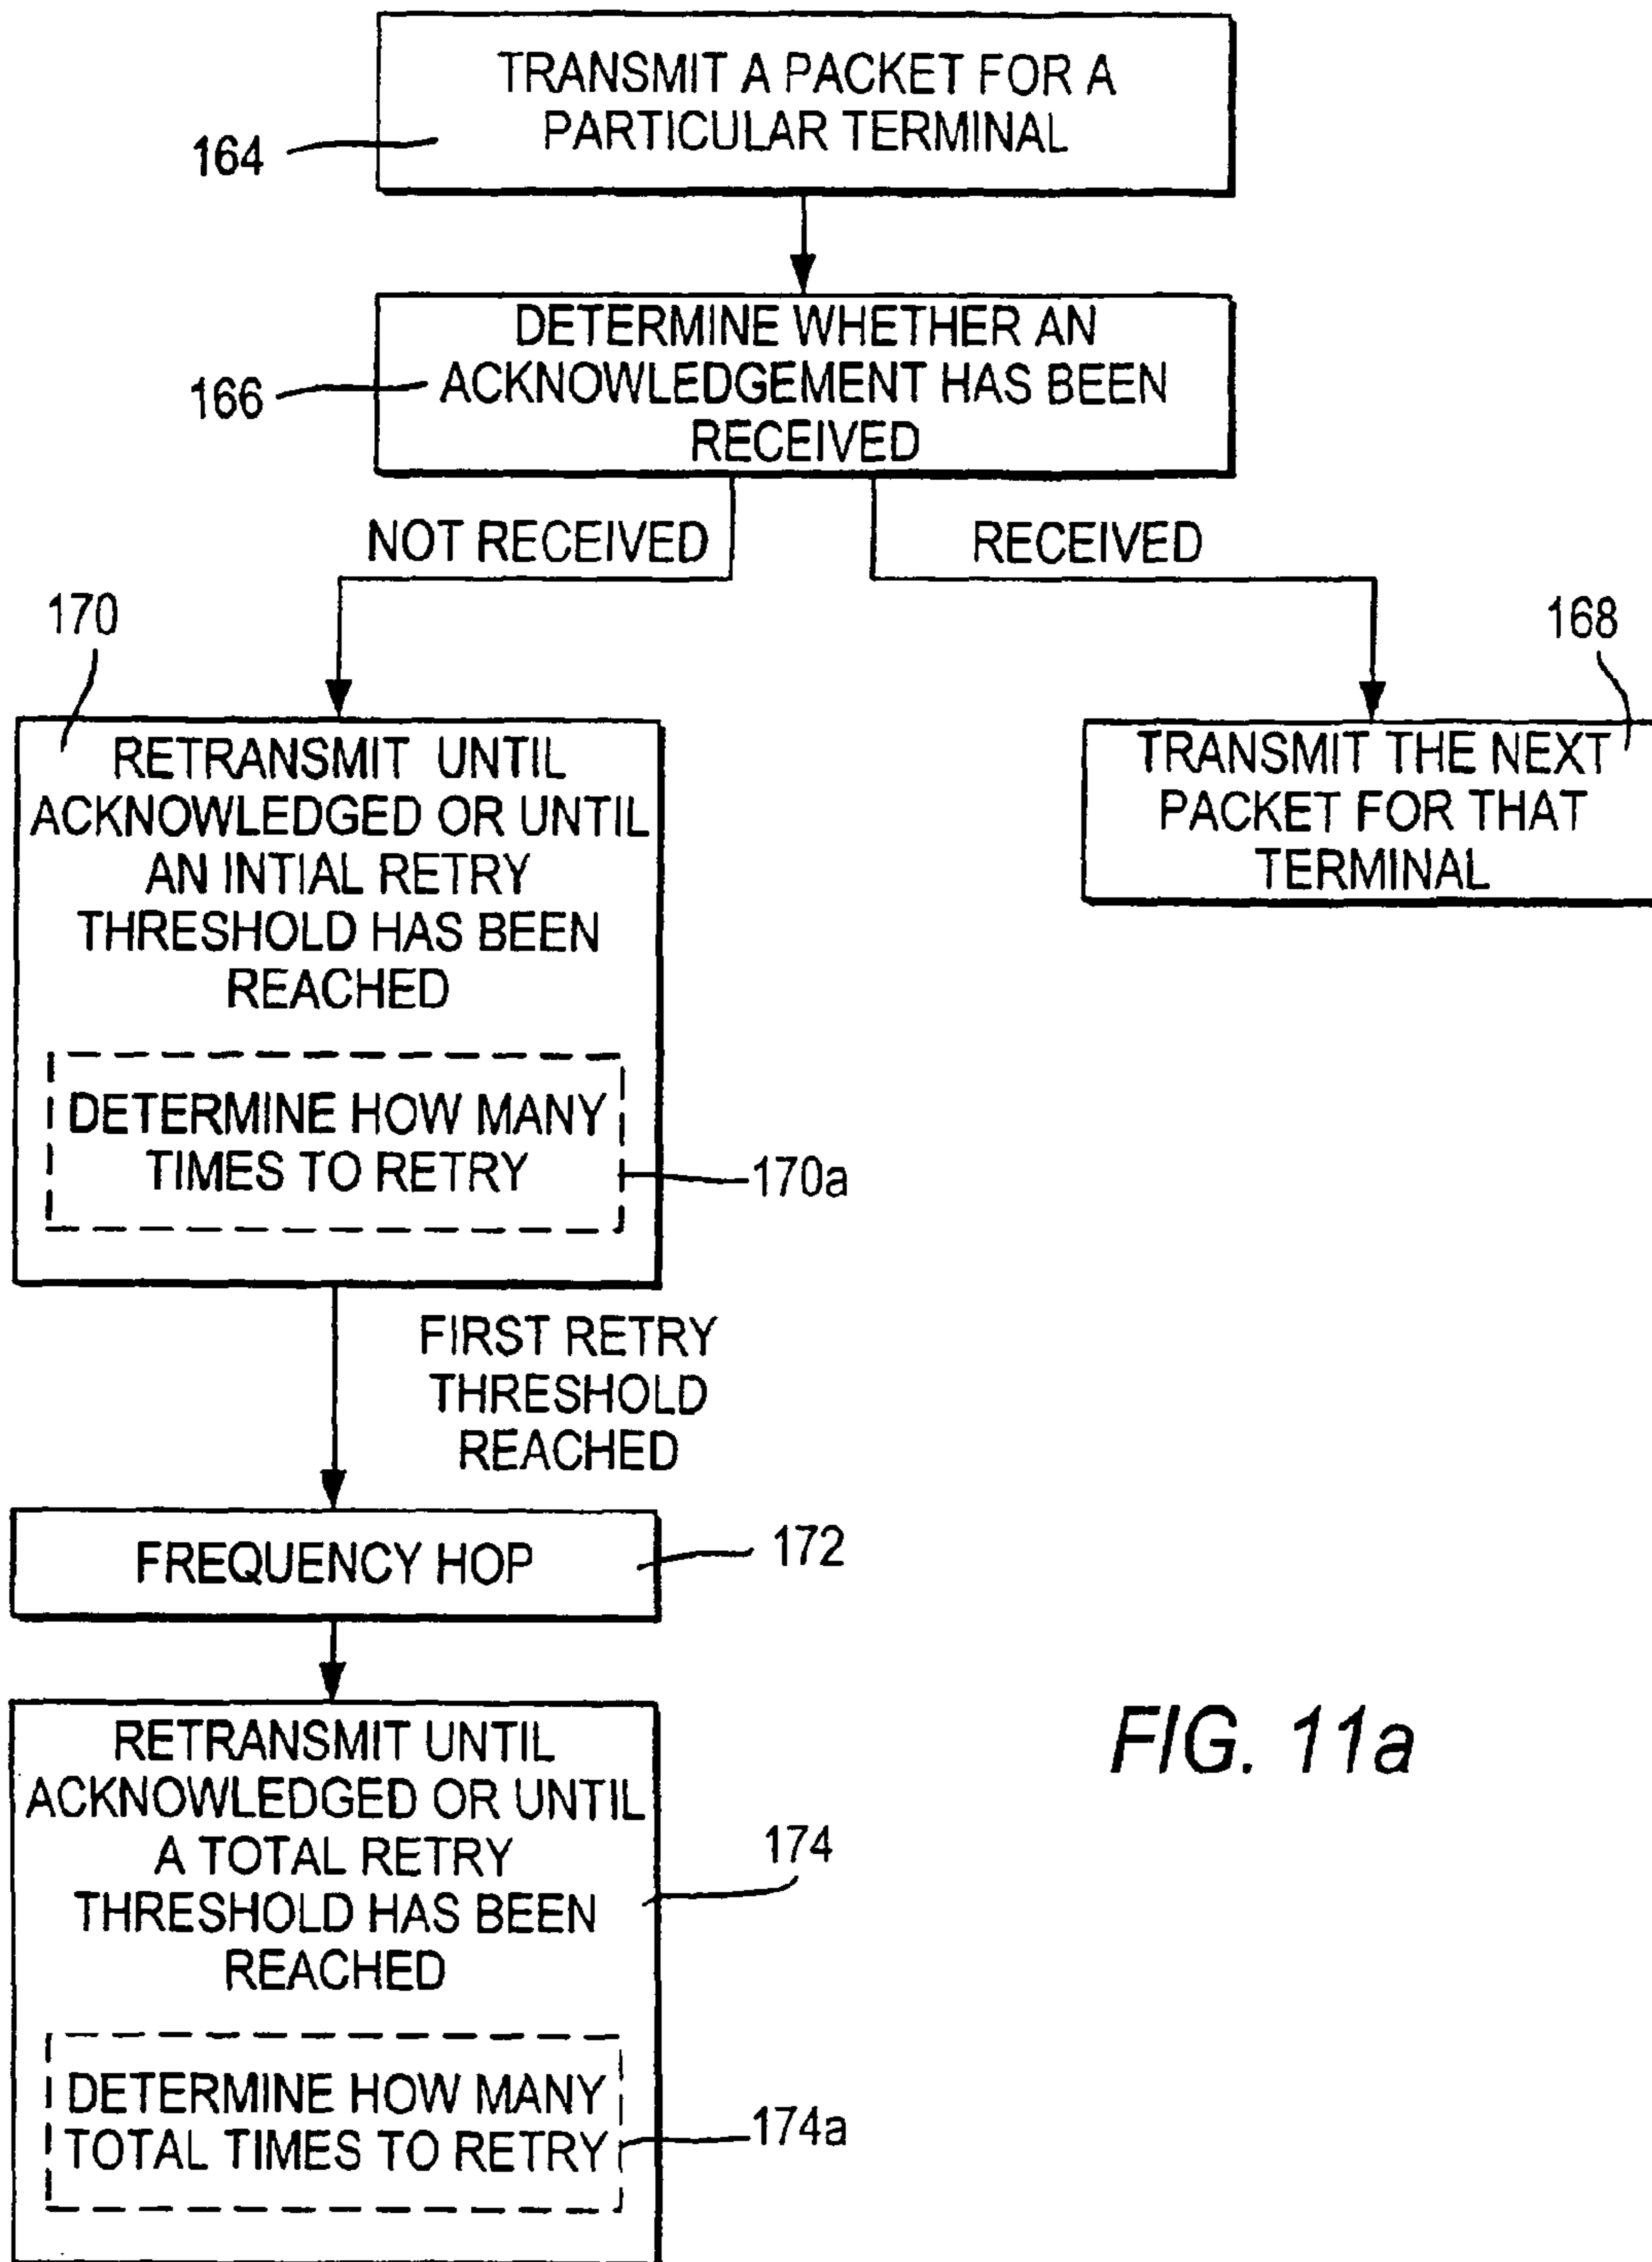 TRANSMIT A PACKET FOR A
PARTICULAR TERMINAL
164
DETERMINE WHETHER AN
ACKNOWLEDGEMENT HAS BEEN
RECEIVED
166
NOT RECEIVED
RECEIVED
170
168
RETRANSMIT UNTIL
ACKNOWLEDGED OR UNTIL
AN INTIAL RETRY
THRESHOLD HAS BEEN
REACHED
TRANSMIT THE NEXT
PACKET FOR THAT
TERMINAL
DETERMINE HOW MANY
TIMES TO RETRY
170a
FIRST RETRY
THRESHOLD
REACHED
FREQUENCY HOP
172
RETRANSMIT UNTIL
ACKNOWLEDGED OR UNTIL
A TOTAL RETRY
THRESHOLD HAS BEEN
REACHED
174
DETERMINE HOW MANY
TOTAL TIMES TO RETRY
174a
FIG. 11a